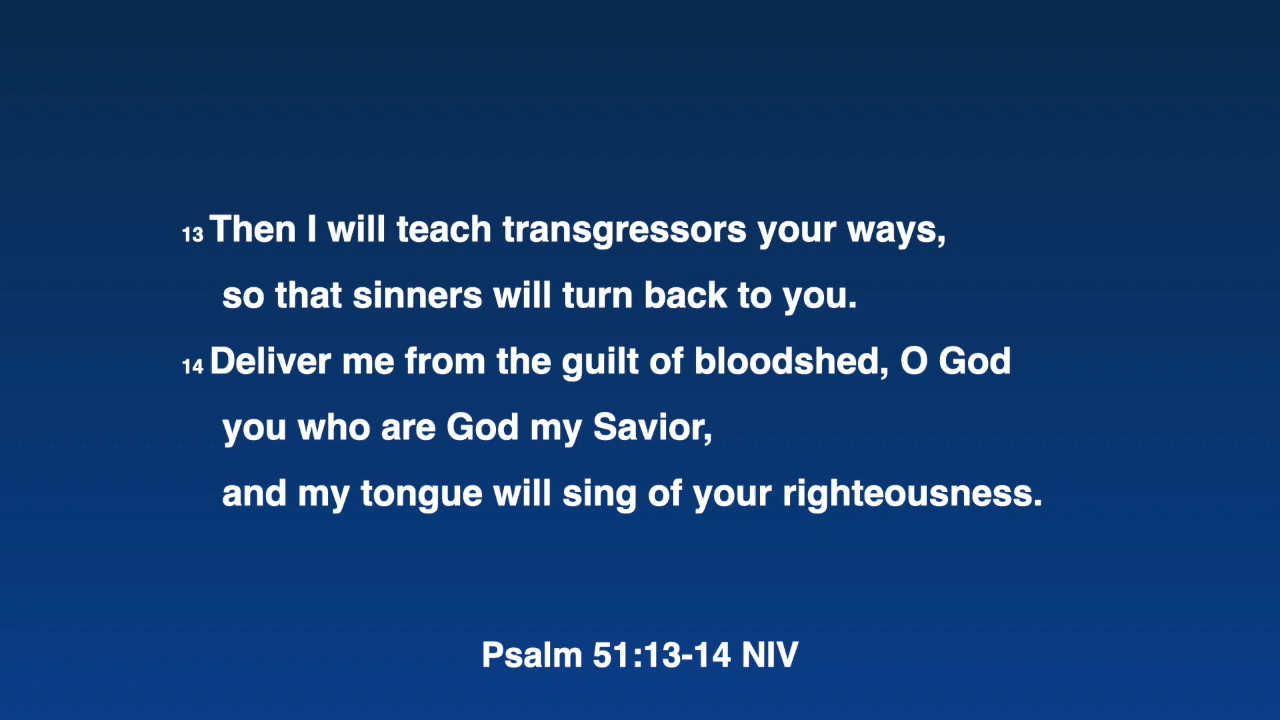 13 Then I will teach transgressors your ways,
so that sinners will turn back to you.
14 Deliver me from the guilt of bloodshed, O God
you who are God my Savior,
and my tongue will sing of your righteousness.
Psalm 51:13-14 NIV